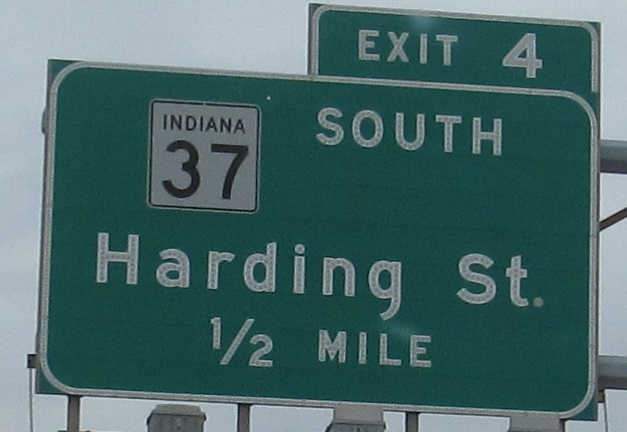 EXIT 4
INDIANA
37
SOUTH
Harding St.
1/2 MILE